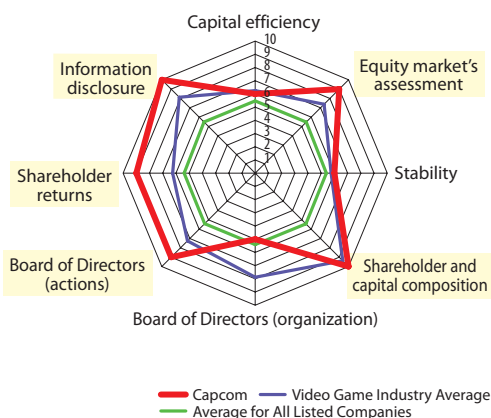 Capital efficiency
10
9
8
7
6
5
4
3
2
1
Equity market's
assessment
Stability
Shareholder and
capital composition
Board of Directors (organization)
Board of Directors
(actions)
Shareholder
returns
Information
disclosure
Capcom
Video Game Industry Average
Average for All Listed Companies